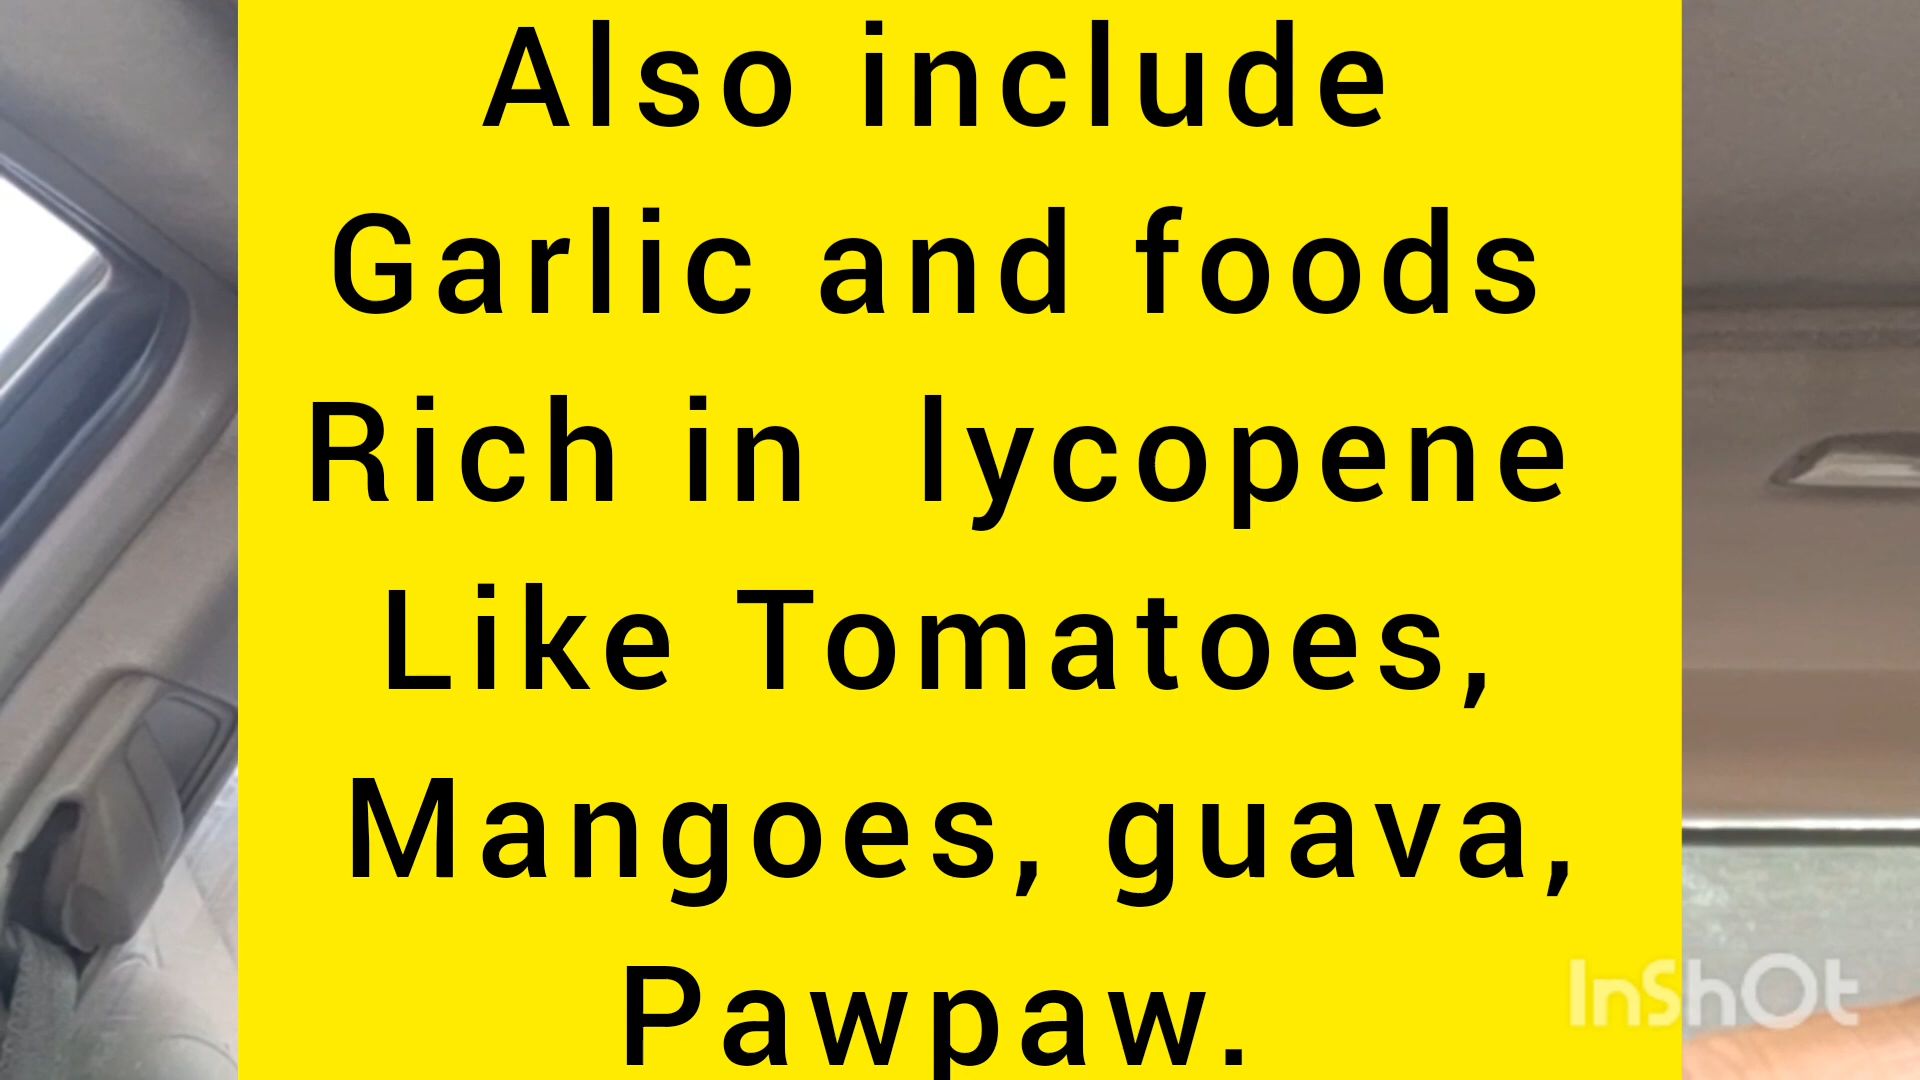 Also include
Garlic and foods
Rich in  lycopene
Like Tomatoes,
Mangoes, guava,
Pawpaw.
InShOt